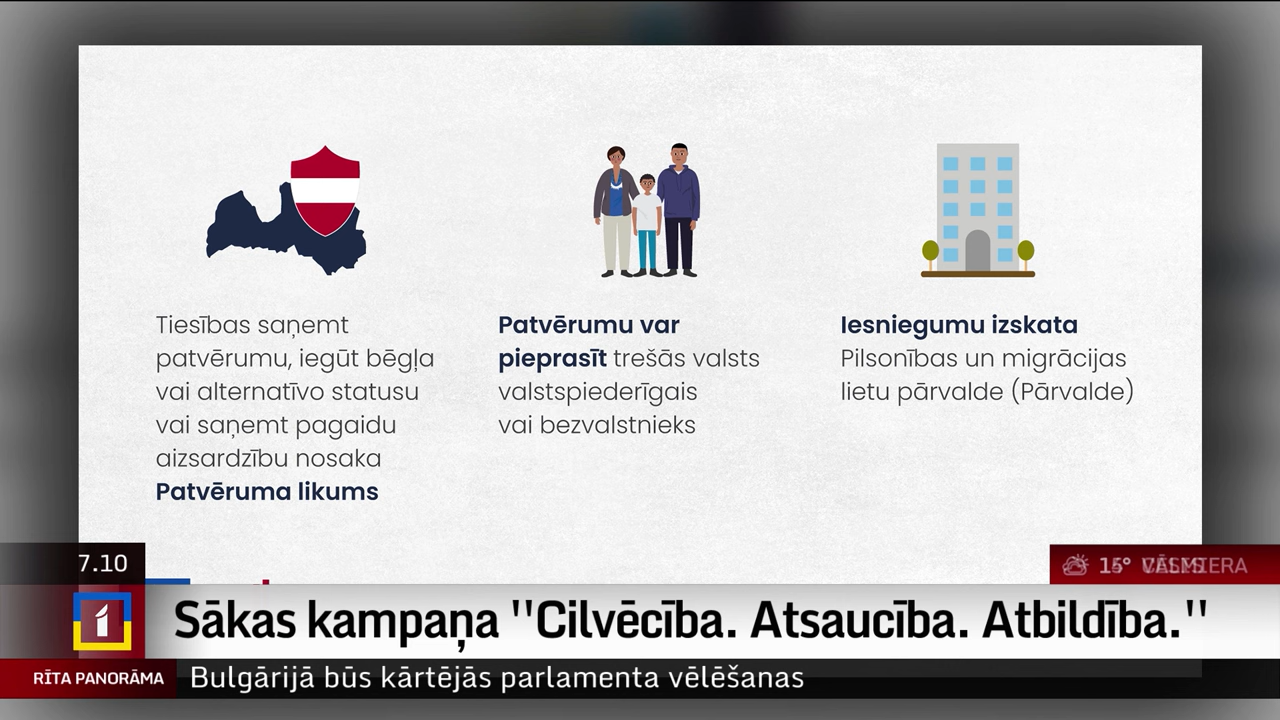 Tiesības saņemt
patvērumu, iegūt bēgļa
vai alternatīvo statusu
vai saņemt pagaidu
aizsardzību nosaka
Patvēruma likums
Patvērumu var
pieprasīt trešās valsts
valstspiederīgais
vai bezvalstnieks
Iesniegumu izskata
Pilsonības un migrācijas
lietu pārvalde (Pārvalde)
7.10
15°
1
Sākas kampaņa "Cilvēcība. Atsaucība. Atbildība."
RĪTA PANORĀMA
Bulgārijā būs kārtējās parlamenta vēlēšanas